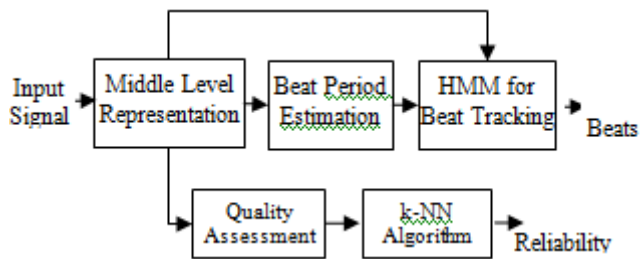 Input
Signal
Middle Level
Representation
Beat Period
Estimation
HMM for
Beat Tracking
Beats
Quality
Assessment
k-NN
Algorithm
Reliability